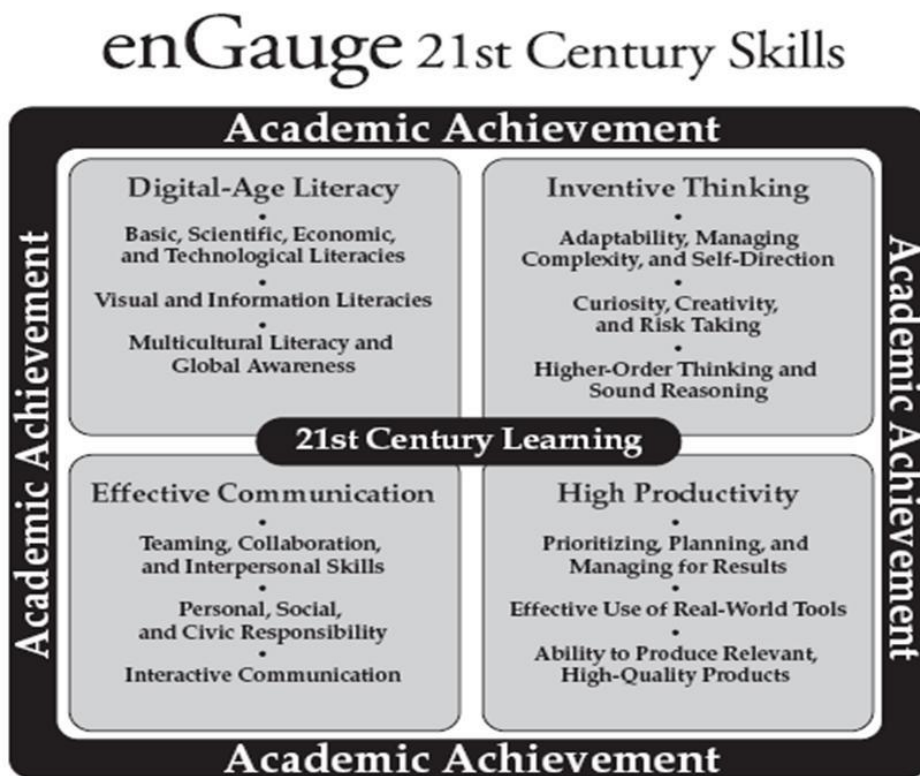 enGauge 21st Century Skills
Academic Achievement
Academic Achievement
Digital-Age Literacy
•
Basic, Scientific, Economic,
and Technological Literacies
•
Visual and Information Literacies
•
Multicultural Literacy and
Global Awareness
Inventive Thinking
•
Adaptability, Managing
Complexity, and Self-Direction
•
Curiosity, Creativity,
and Risk Taking
•
Higher-Order Thinking and
Sound Reasoning
Academic Achievement
21st Century Learning
Effective Communication
•
Teaming, Collaboration,
and Interpersonal Skills
•
Personal, Social,
and Civic Responsibility
•
Interactive Communication
High Productivity
•
Prioritizing, Planning, and
Managing for Results
•
Effective Use of Real-World Tools
•
Ability to Produce Relevant,
High-Quality Products
Academic Achievement